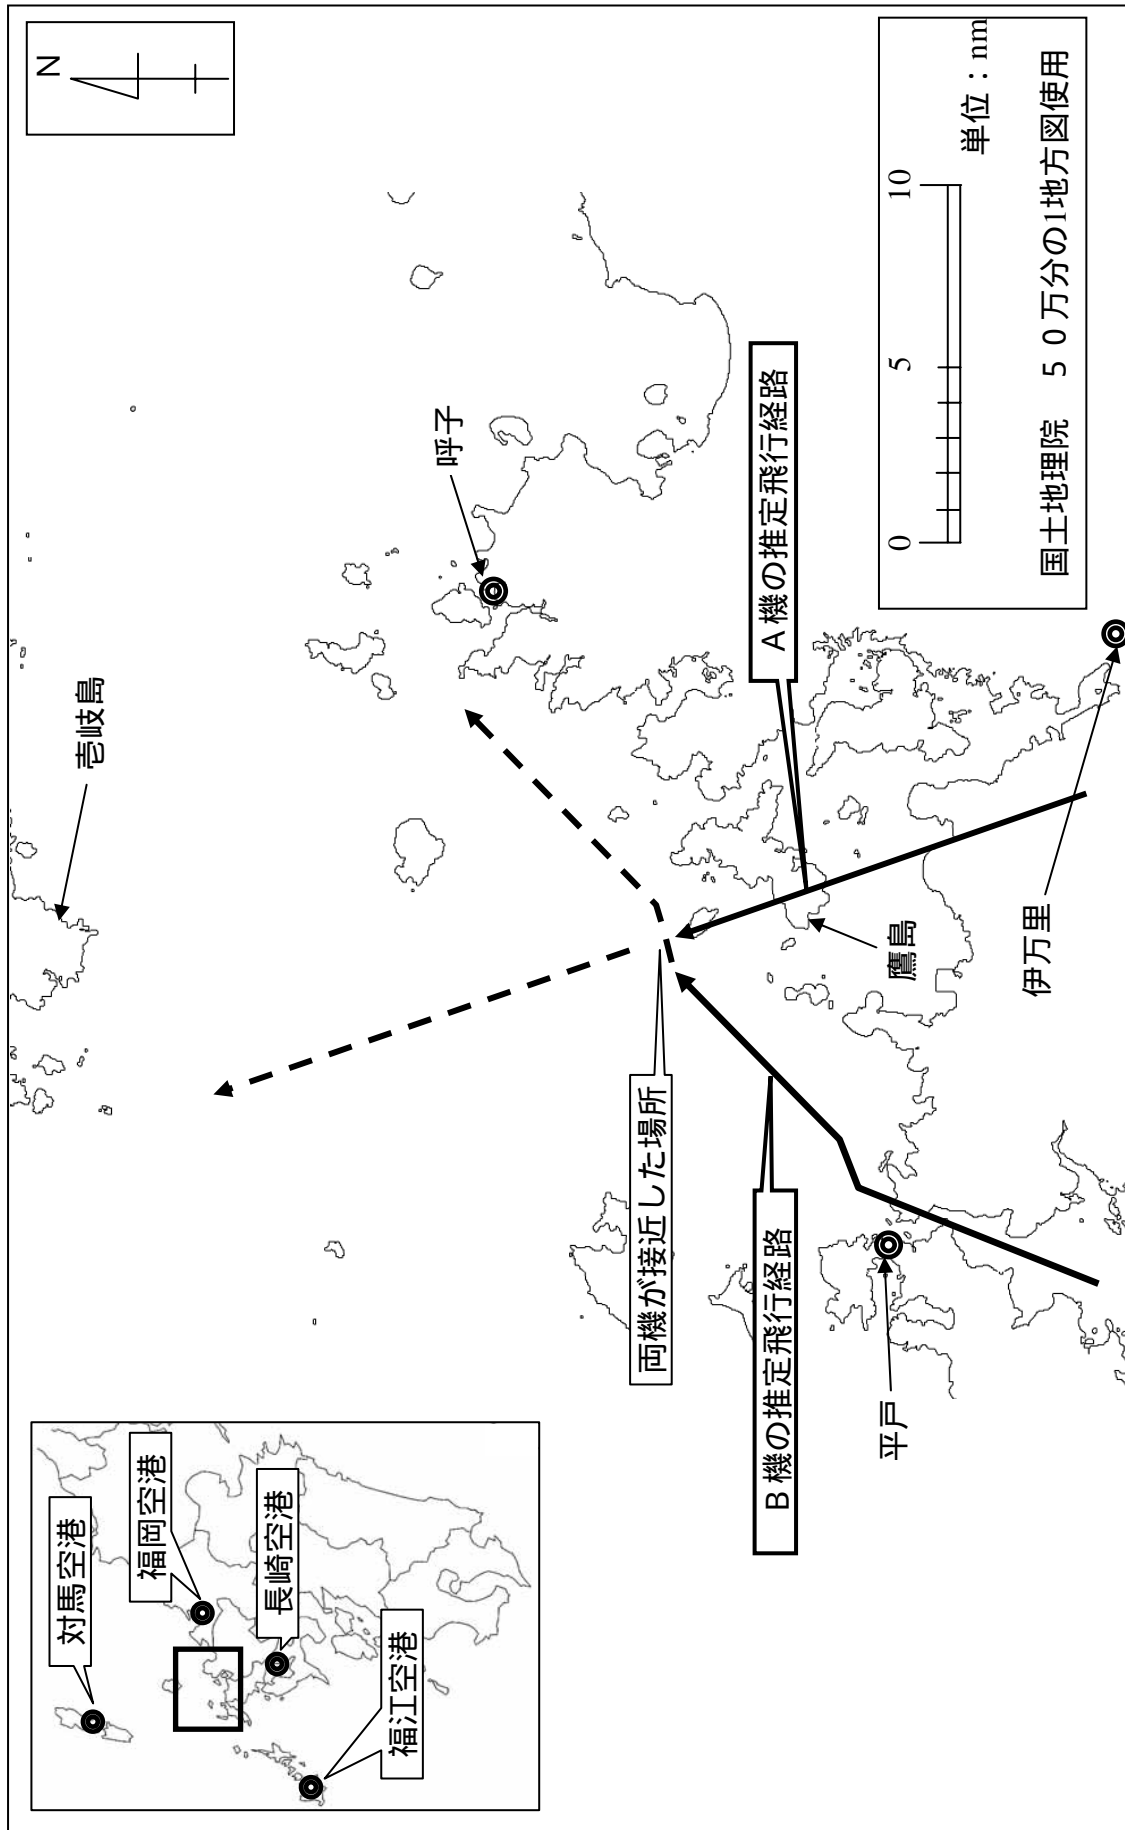 対馬空港
福岡空港
長崎空港
福江空港
N
壱岐島
呼子
両機が接近した場所
A機の推定飛行経路
B機の推定飛行経路
平戸
鷹島
伊万里
0 5 10
単位：nm
国土地理院 ５０万分の1地方図使用